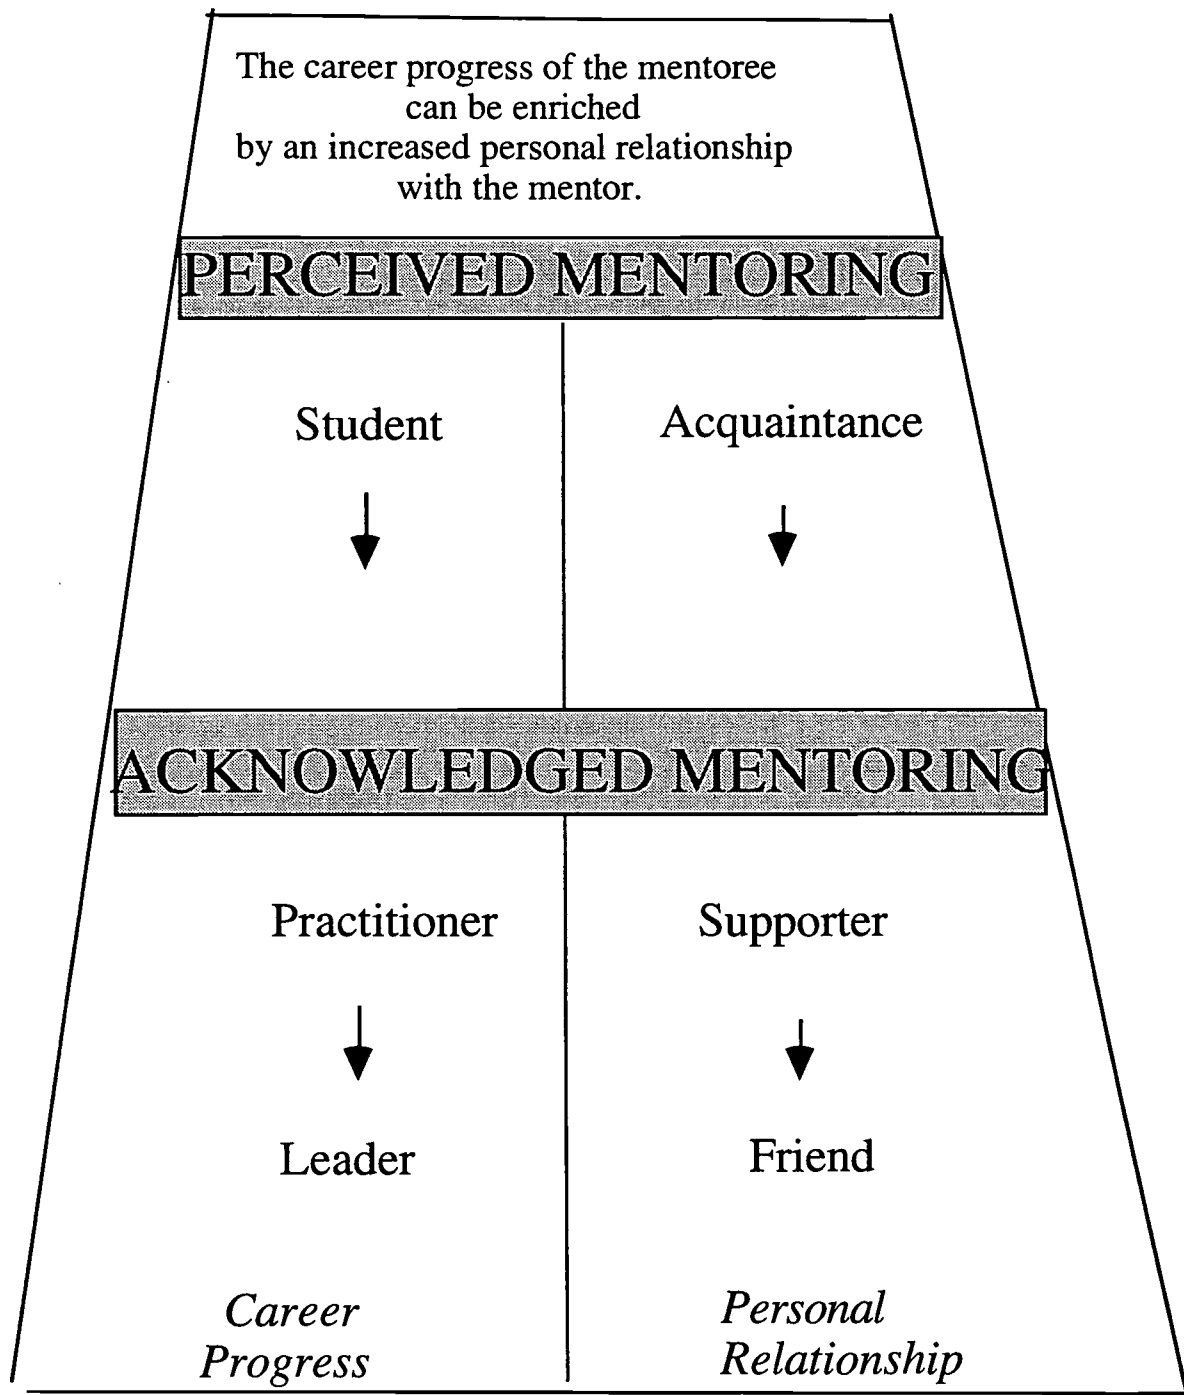 The career progress of the mentoree
can be enriched
by an increased personal relationship
with the mentor.
PERCEIVED MENTORING
Student
Acquaintance
ACKNOWLEDGED MENTORING
Practitioner
Supporter
Leader
Friend
Career
Progress
Personal
Relationship